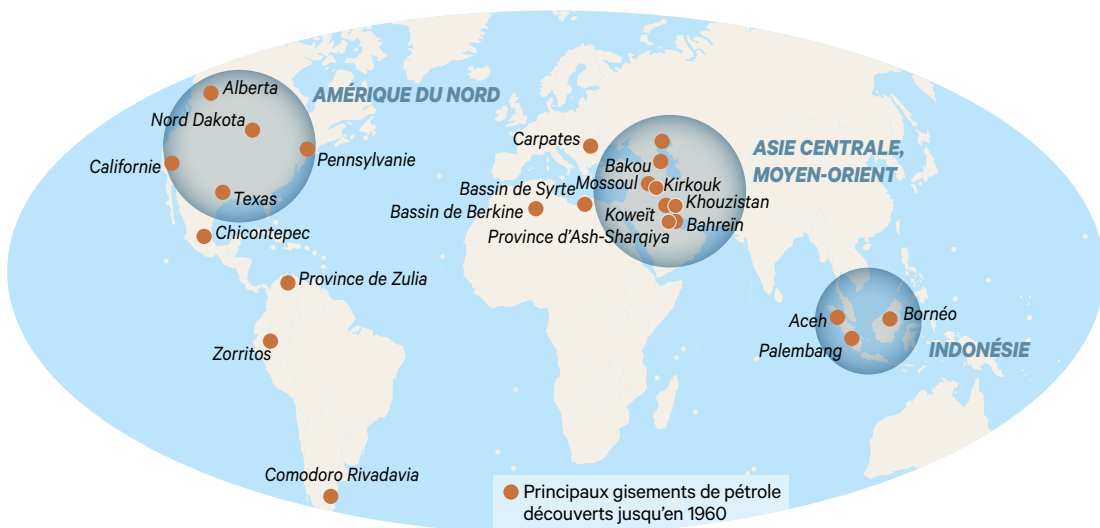 Alberta
AMÉRIQUE DU NORD
Nord Dakota
Californie
Pennsylvanie
Texas
Chicontepec
Province de Zulia
Zorritos
Comodoro Rivadavia
Carpates
ASIE CENTRALE,
MOYEN-ORIENT
Bakou
Mossoul
Kirkouk
Bassin de Syrte
Khouzistan
Bassin de Berkine
Koweït
Bahreïn
Province d'Ash-Sharqiya
Aceh
Bornéo
Palembang
INDONÉSIE
Principaux gisements de pétrole
découverts jusqu'en 1960